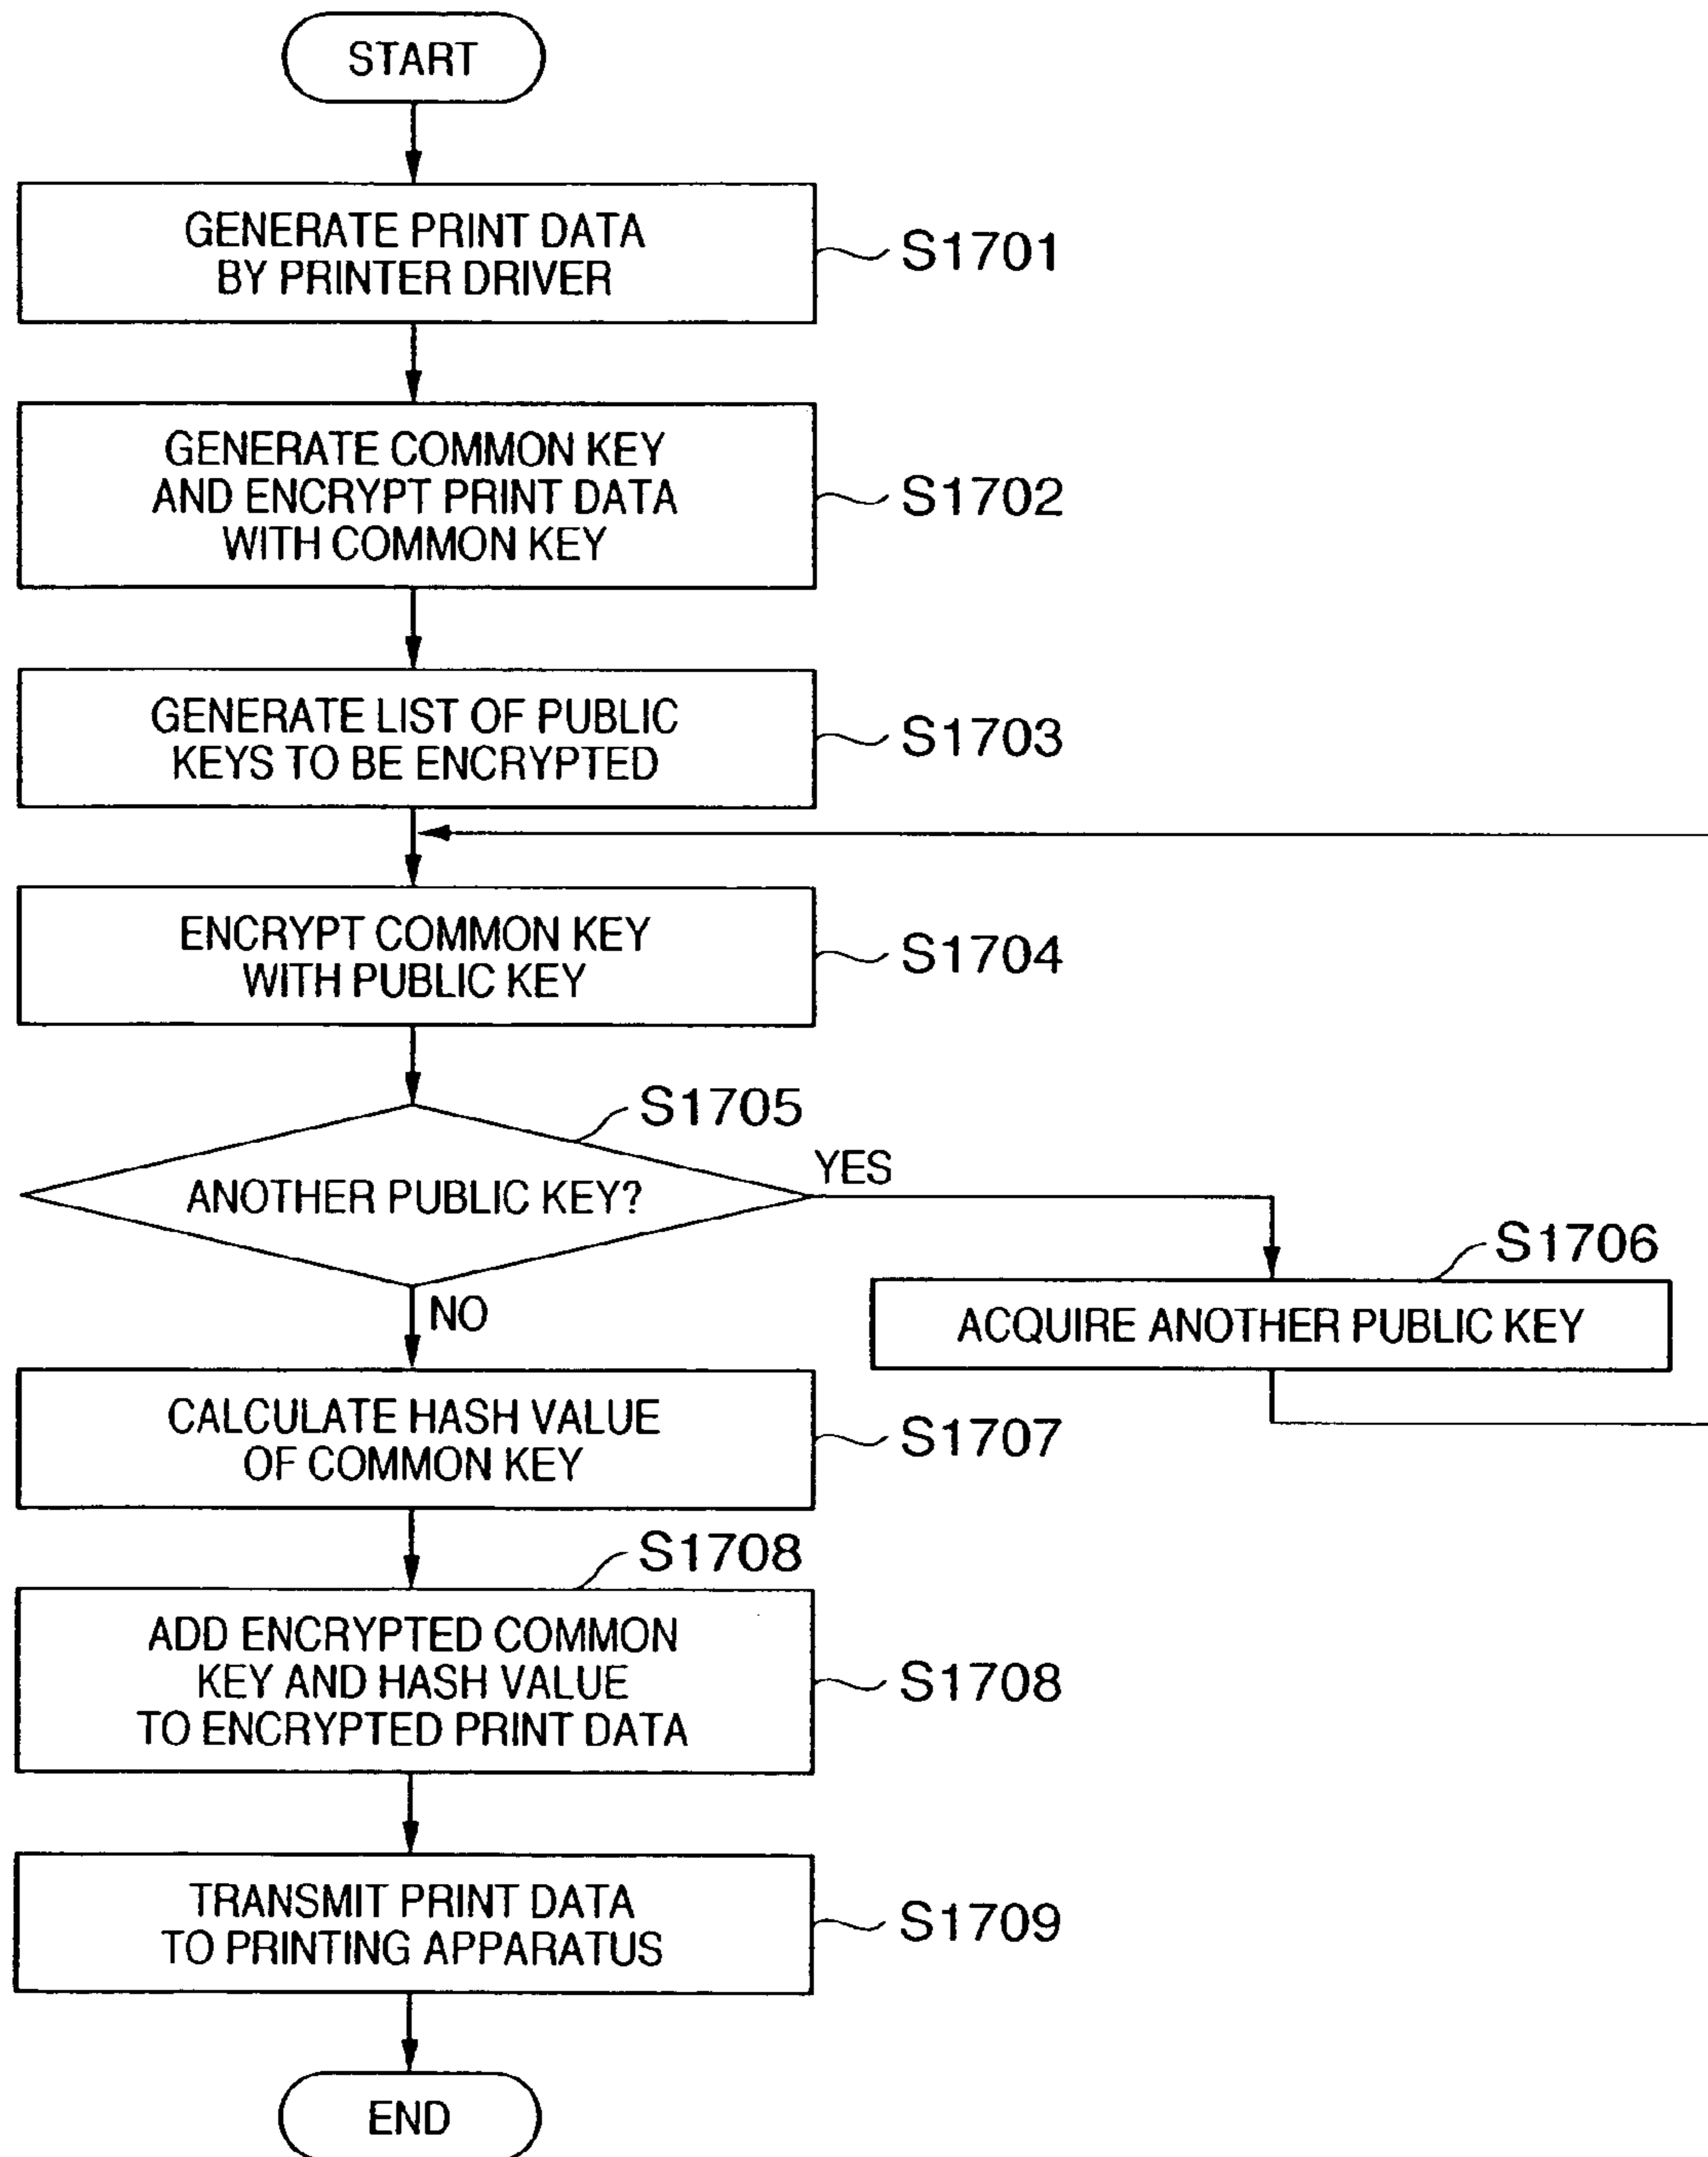 START
GENERATE PRINT DATA
BY PRINTER DRIVER
S1701
GENERATE COMMON KEY
AND ENCRYPT PRINT DATA
WITH COMMON KEY
S1702
GENERATE LIST OF PUBLIC
KEYS TO BE ENCRYPTED
S1703
ENCRYPT COMMON KEY
WITH PUBLIC KEY
S1704
S1705
ANOTHER PUBLIC KEY?
YES
NO
S1706
ACQUIRE ANOTHER PUBLIC KEY
CALCULATE HASH VALUE
OF COMMON KEY
S1707
S1708
ADD ENCRYPTED COMMON
KEY AND HASH VALUE
TO ENCRYPTED PRINT DATA
S1708
TRANSMIT PRINT DATA
TO PRINTING APPARATUS
S1709
END